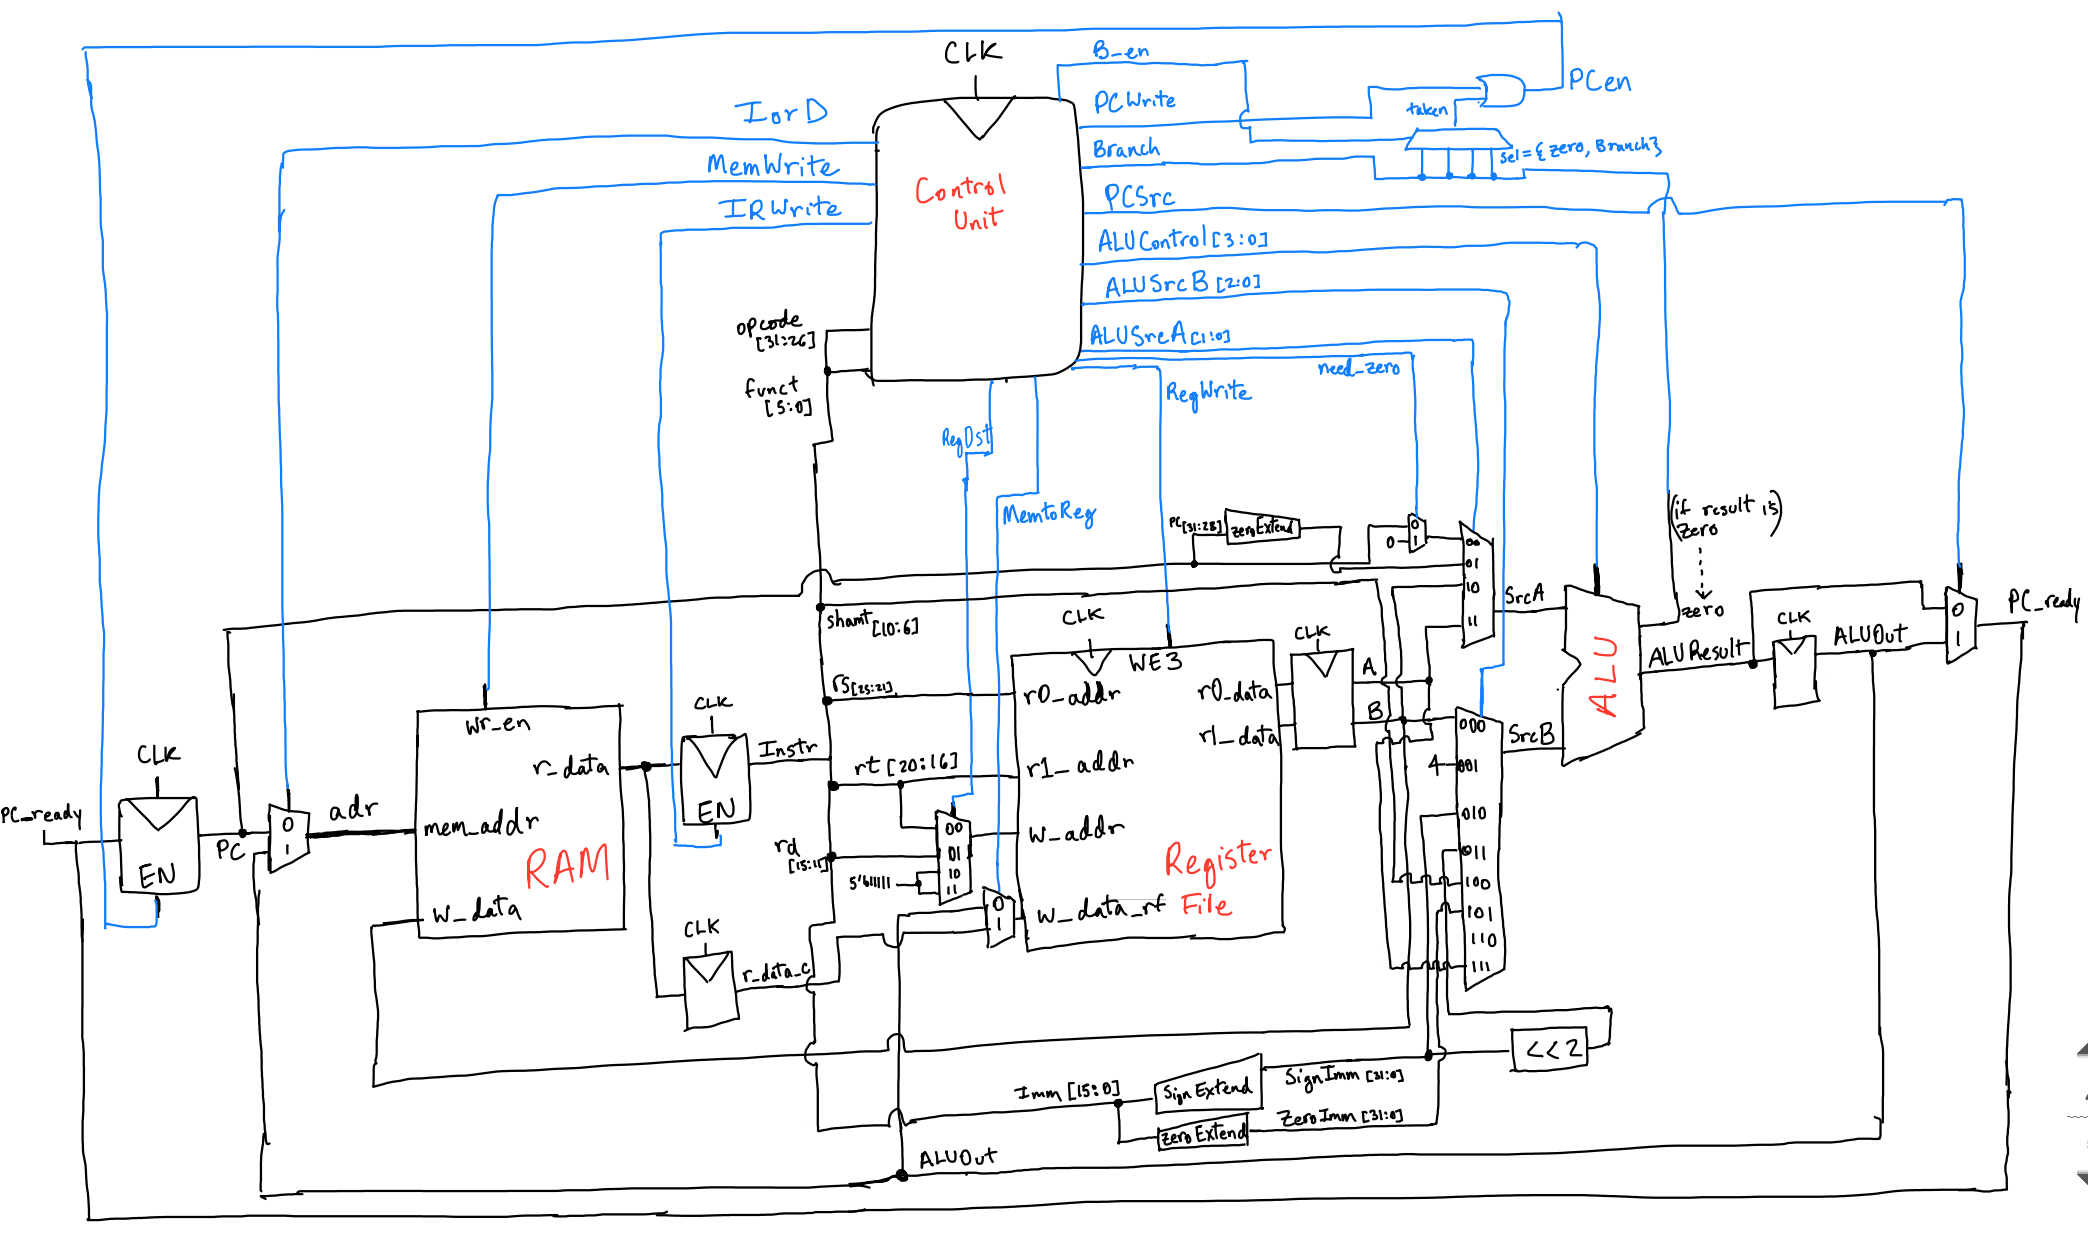 CLK
B_en
PCWrite
PCen
taken
IorD
MemWrite
IRWrite
Control
Unit
Branch
sel={zero, Branch}
PCSrc
ALUControl[3:0]
ALUSrcB[2:0]
ALUSrcA[1:0]
need_zero
RegWrite
opcode
[31:26]
funct
[5:0]
RegDst
MemtoReg
PC[31:28]
zeroExtend
0
0
1
00
01
10
11
SrcA
(if result is
zero)
zero
shamt[10:6]
CLK
WE3
rs[25:21]
r0_addr
r0_data
r1_data
CLK
A
B
ALU
ALUResult
CLK
ALUOut
0
1
PC_ready
000
4
001
010
011
100
101
110
111
SrcB
wr_en
r_data
mem_addr
RAM
w_data
CLK
Instr
EN
rt[20:16]
r1_addr
w_addr
00
01
10
11
rd
[15:11]
5'b11111
Register
File
0
1
w_data_rf
PC_ready
CLK
EN
PC
0
1
adr
CLK
r_data_c
<<2
Imm[15:0]
SignExtend
SignImm[31:0]
zeroExtend
ZeroImm[31:0]
ALUOut